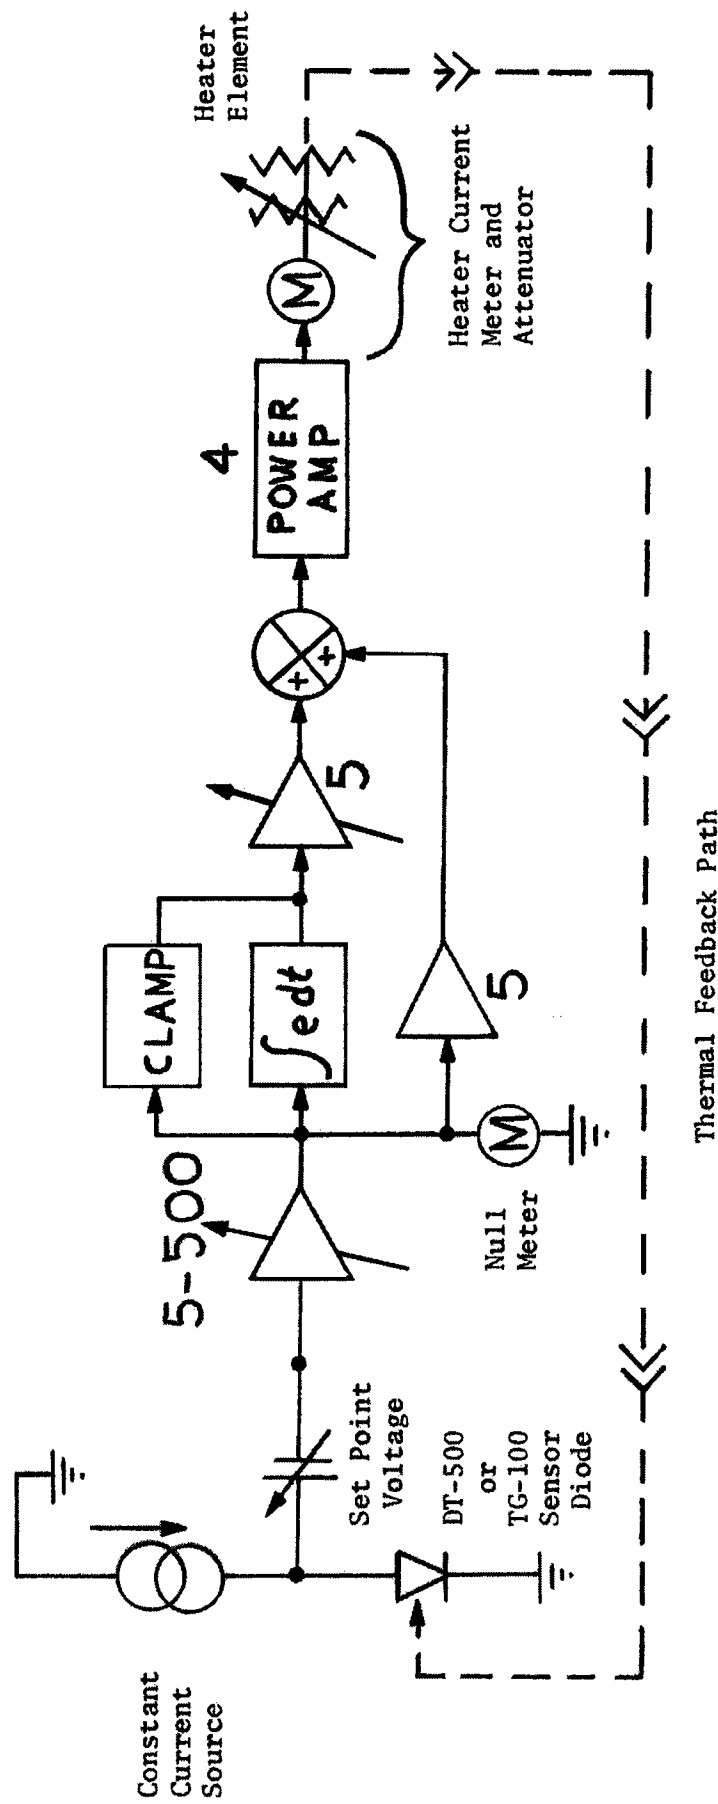 Constant
Current
Source
Set Point
Voltage
DT-500
or
TG-100
Sensor
Diode
5-500
Null
Meter
M
CLAMP
∫edt
5
5
+
+
4
POWER
AMP
M
Heater
Element
Heater Current
Meter and
Attenuator
Thermal Feedback Path